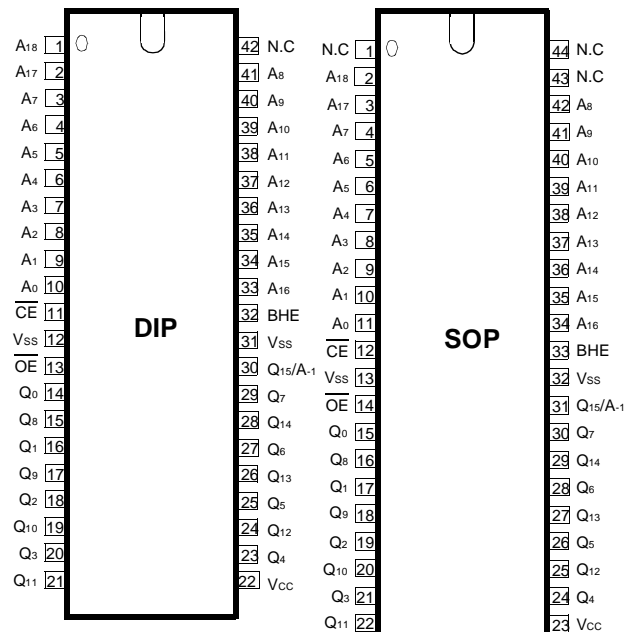 A18 1 42 N.C
A17 2 41 A8
A7 3 40 A9
A6 4 39 A10
A5 5 38 A11
A4 6 37 A12
A3 7 36 A13
A2 8 35 A14
A1 9 34 A15
A0 10 33 A16
CE 11 32 BHE
VSS 12 31 VSS
OE 13 30 Q15/A-1
Q0 14 29 Q7
Q8 15 28 Q14
Q1 16 27 Q6
Q9 17 26 Q13
Q2 18 25 Q5
Q10 19 24 Q12
Q3 20 23 Q4
Q11 21 22 VCC
DIP
N.C 1 44 N.C
A18 2 43 N.C
A17 3 42 A8
A7 4 41 A9
A6 5 40 A10
A5 6 39 A11
A4 7 38 A12
A3 8 37 A13
A2 9 36 A14
A1 10 35 A15
A0 11 34 A16
CE 12 33 BHE
VSS 13 32 VSS
OE 14 31 Q15/A-1
Q0 15 30 Q7
Q8 16 29 Q14
Q1 17 28 Q6
Q9 18 27 Q13
Q2 19 26 Q5
Q10 20 25 Q12
Q3 21 24 Q4
Q11 22 23 VCC
SOP